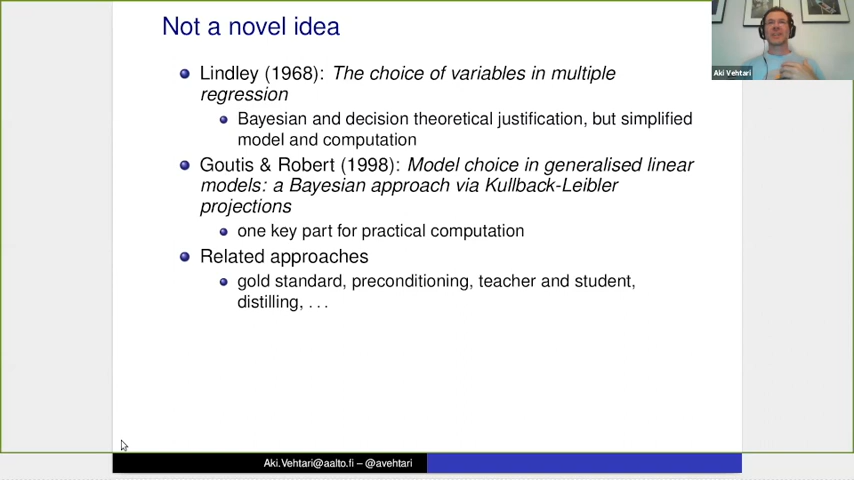 Not a novel idea
Aki Vehtari
Lindley (1968): The choice of variables in multiple
regression
Bayesian and decision theoretical justification, but simplified
model and computation
Goutis & Robert (1998): Model choice in generalised linear
models: a Bayesian approach via Kullback-Leibler
projections
one key part for practical computation
Related approaches
gold standard, preconditioning, teacher and student,
distilling, . . .
Aki.Vehtari@aalto.fi – @avehtari